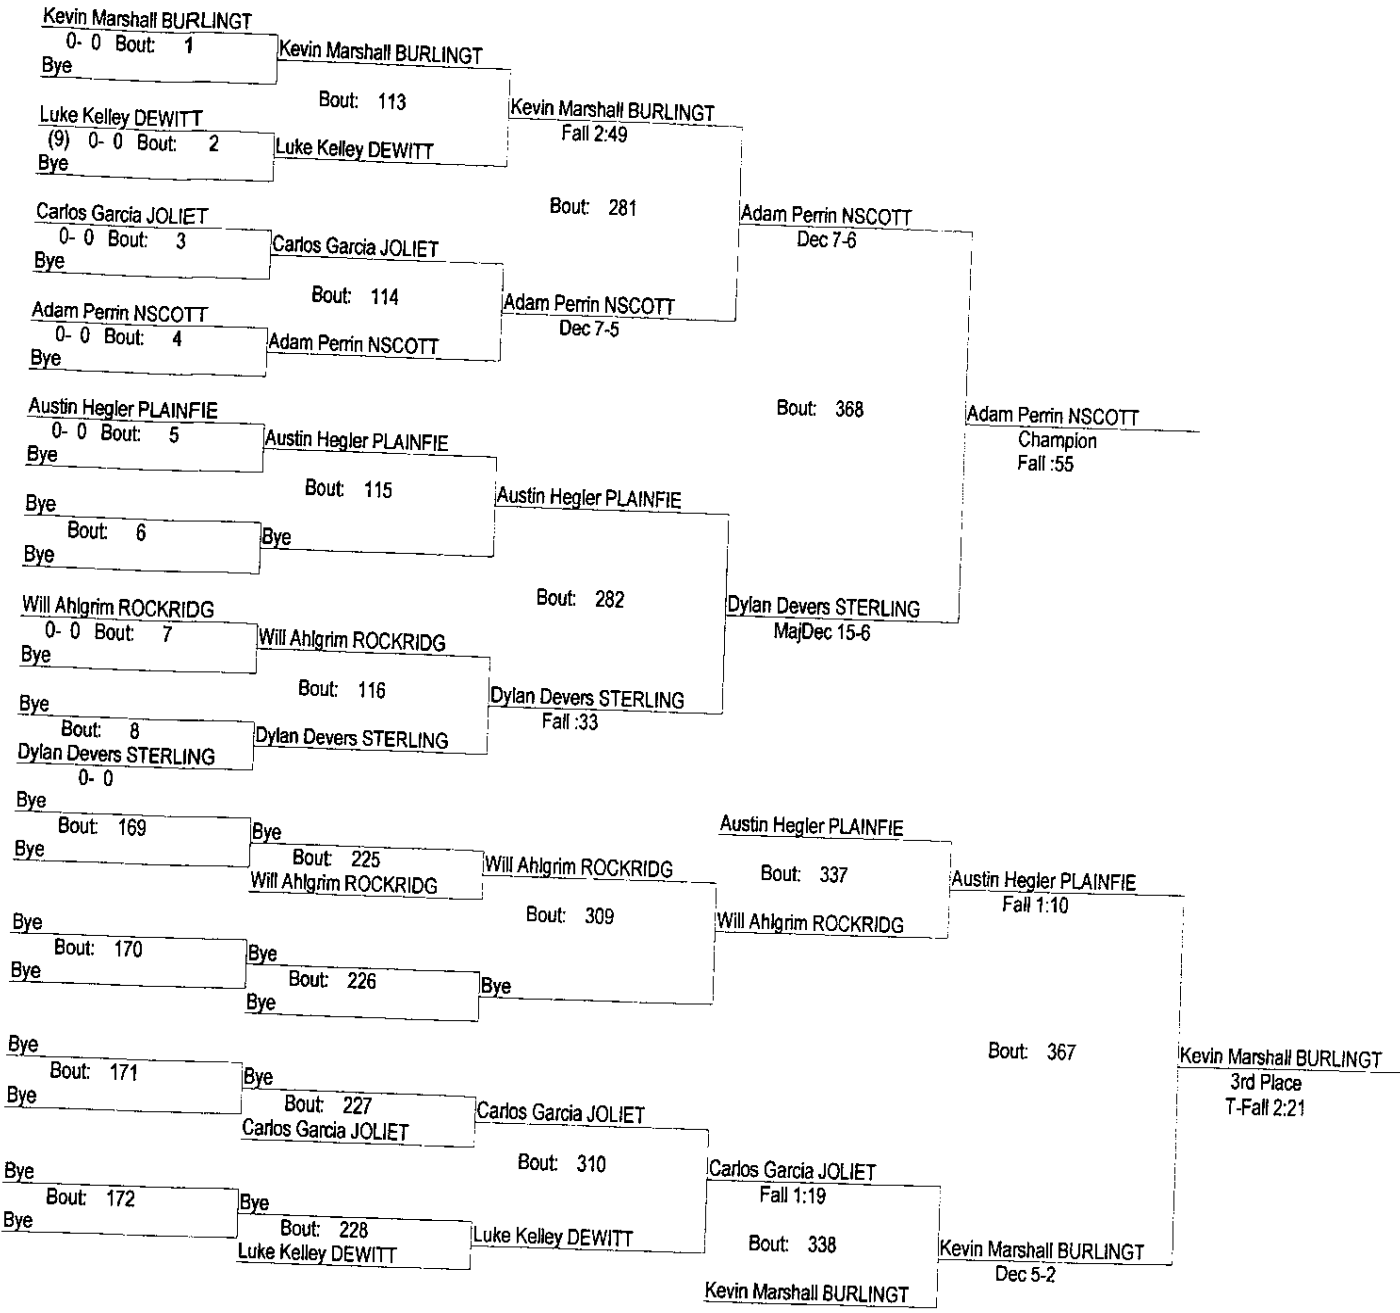 Kevin Marshall BURLINGT
0- 0 Bout: 1
Bye
Kevin Marshall BURLINGT
Bout: 113
Luke Kelley DEWITT
(9) 0- 0 Bout: 2
Bye
Luke Kelley DEWITT
Kevin Marshall BURLINGT
Fall 2:49
Bout: 281
Carlos Garcia JOLIET
0- 0 Bout: 3
Bye
Carlos Garcia JOLIET
Bout: 114
Adam Perrin NSCOTT
0- 0 Bout: 4
Bye
Adam Perrin NSCOTT
Adam Perrin NSCOTT
Dec 7-5
Adam Perrin NSCOTT
Dec 7-6
Bout: 368
Adam Perrin NSCOTT
Champion
Fall :55
Austin Hegler PLAINFIE
0- 0 Bout: 5
Bye
Austin Hegler PLAINFIE
Bout: 115
Bye
Bout: 6
Bye
Bye
Austin Hegler PLAINFIE
Bout: 282
Will Ahlgrim ROCKRIDG
0- 0 Bout: 7
Bye
Will Ahlgrim ROCKRIDG
Bout: 116
Bye
Bout: 8
Dylan Devers STERLING
0- 0
Dylan Devers STERLING
Dylan Devers STERLING
Fall :33
Dylan Devers STERLING
MajDec 15-6
Bye
Bout: 169
Bye
Bye
Bout: 225
Will Ahlgrim ROCKRIDG
Will Ahlgrim ROCKRIDG
Bout: 309
Bye
Bout: 170
Bye
Bye
Bout: 226
Bye
Bye
Austin Hegler PLAINFIE
Bout: 337
Will Ahlgrim ROCKRIDG
Austin Hegler PLAINFIE
Fall 1:10
Bout: 367
Kevin Marshall BURLINGT
3rd Place
T-Fall 2:21
Bye
Bout: 171
Bye
Bye
Bout: 227
Carlos Garcia JOLIET
Carlos Garcia JOLIET
Bout: 310
Bye
Bout: 172
Bye
Bye
Bout: 228
Luke Kelley DEWITT
Luke Kelley DEWITT
Carlos Garcia JOLIET
Fall 1:19
Bout: 338
Kevin Marshall BURLINGT
Kevin Marshall BURLINGT
Dec 5-2